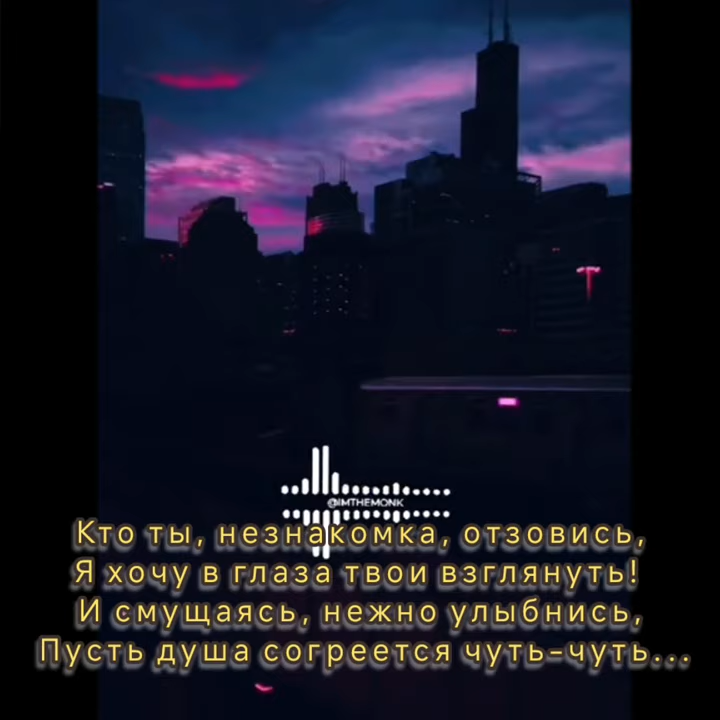 @IMTHEMONK
Кто ты, незнакомка, отзовись,
Я хочу в глаза твои взглянуть!
И смущаясь, нежно улыбнись,
Пусть душа согреется чуть-чуть...